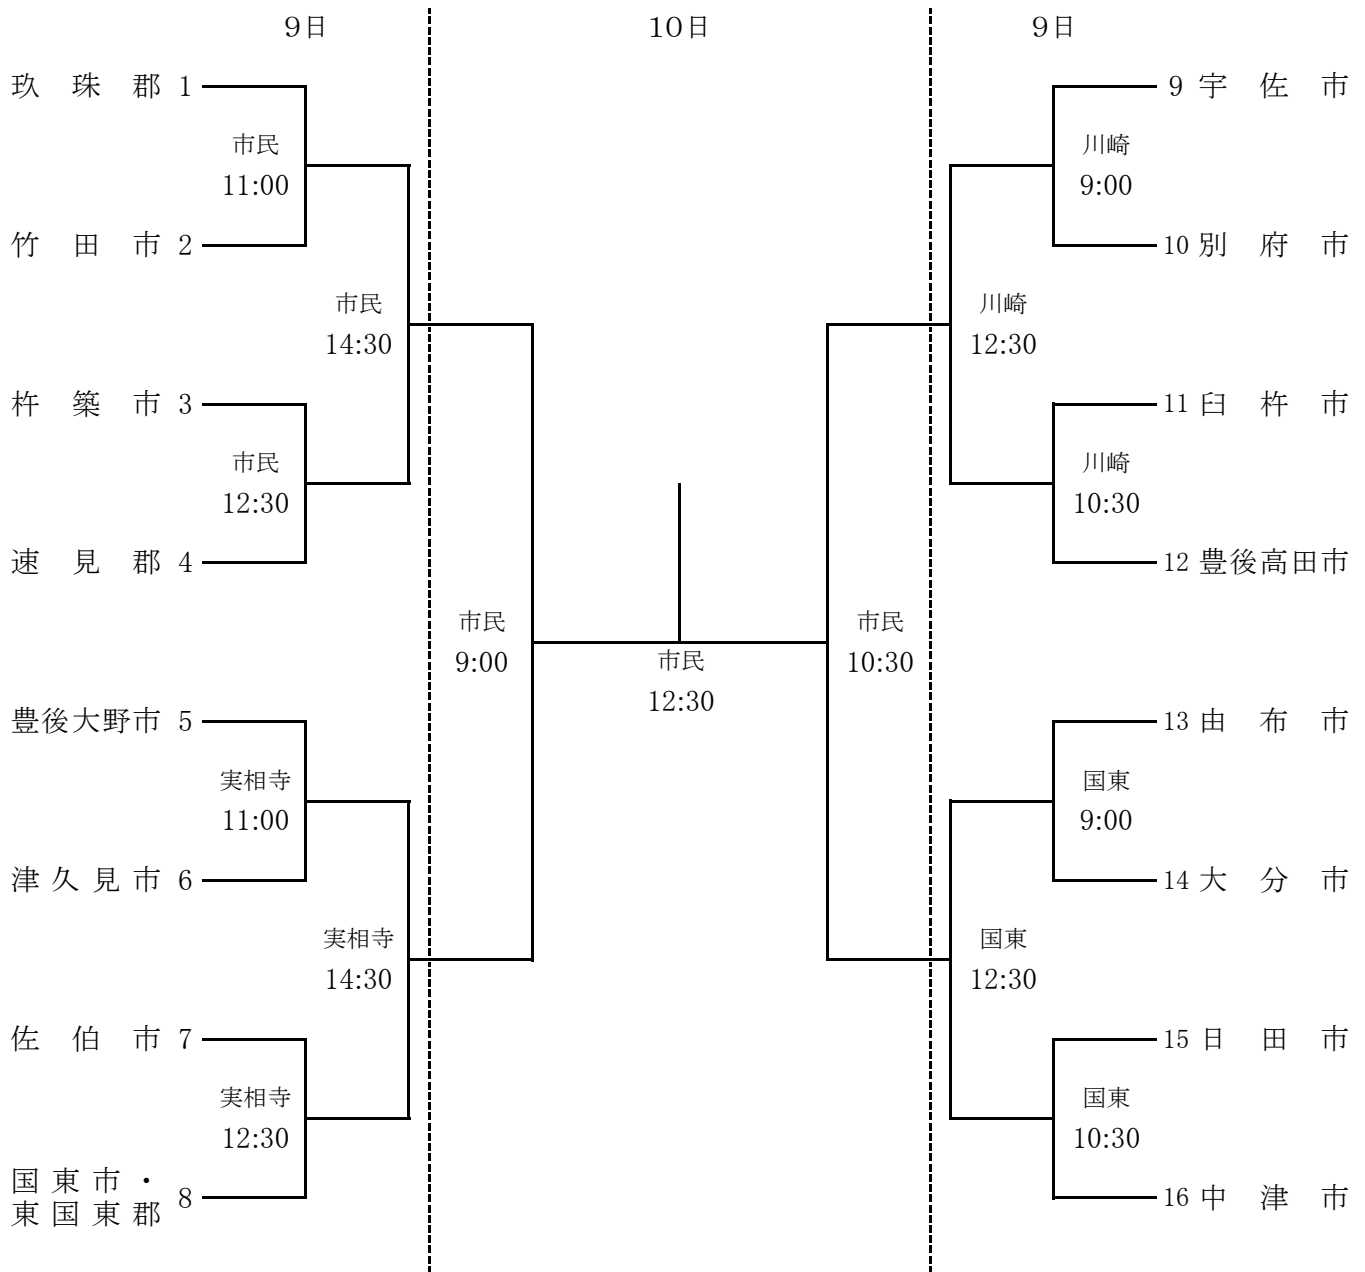 ９日
10日
９日
玖珠郡 1
市民
11:00
竹田市 2
市民
14:30
杵築市 3
市民
12:30
速見郡 4
豊後大野市 5
実相寺
11:00
津久見市 6
実相寺
14:30
佐伯市 7
実相寺
12:30
国東市・
東国東郡 8
市民
9:00
市民
12:30
市民
10:30
9 宇佐市
川崎
9:00
10 別府市
川崎
12:30
11 臼杵市
川崎
10:30
12 豊後高田市
13 由布市
国東
9:00
14 大分市
国東
12:30
15 日田市
国東
10:30
16 中津市